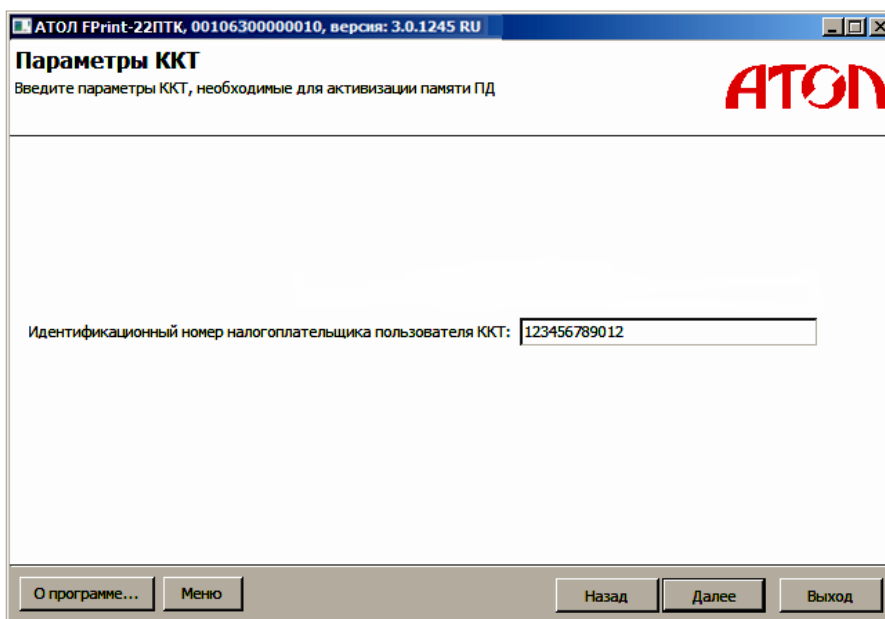 АТОЛ FPrint-22ПТК, 00106300000010, версия: 3.0.1245 RU
Параметры ККТ
Введите параметры ККТ, необходимые для активизации памяти ПД
АТОЛ
Идентификационный номер налогоплательщика пользователя ККТ: 123456789012
О программе... Меню Назад Далее Выход